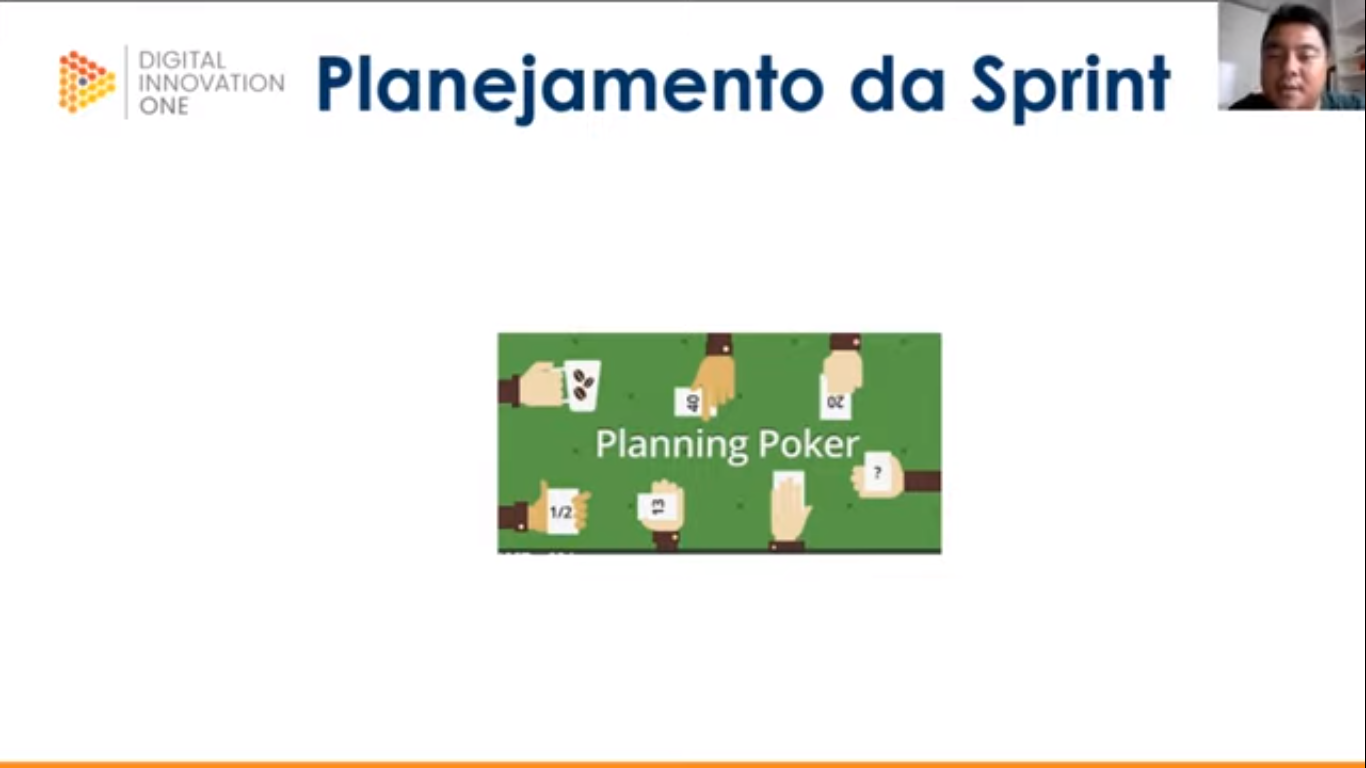 DIGITAL
INNOVATION
ONE
Planejamento da Sprint
40
20
Planning Poker
?
1/2
13